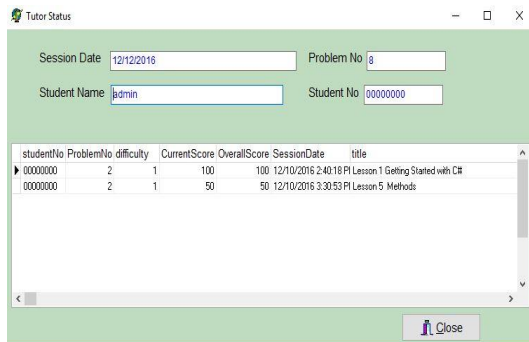 Tutor Status
Session Date 12/12/2016 Problem No 8
Student Name admin Student No 00000000
studentNo ProblemNo difficulty CurrentScore OverallScore SessionDate title
00000000 2 1 100 100 12/10/2016 2:40:18 PI Lesson 1 Getting Started with C#
00000000 2 1 50 50 12/10/2016 3:30:53 PI Lesson 5 Methods
Close